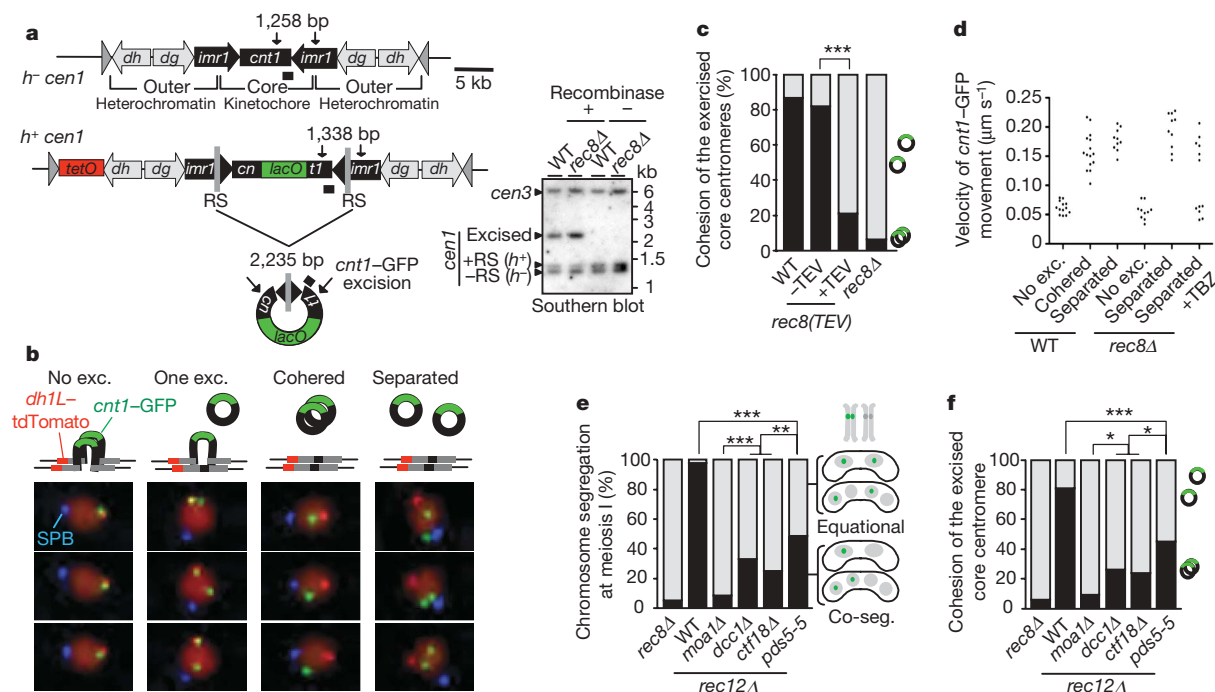 a
1,258 bp
dh dg imr1 cnt1 imr1 dg dh
h⁻ cen1
5 kb
Outer Core Outer
Heterochromatin Kinetochore Heterochromatin
h⁺ cen1
1,338 bp
tetO dh dg imr1 cn lacO t1 imr1 dg dh
RS RS
2,235 bp
cnt1–GFP
excision
cn t1
lacO
Recombinase
+ –
WT rec8Δ WT rec8Δ
kb
cen3
6
4
3
2
1.5
1
cen1
Excised
+RS (h⁺)
–RS (h⁻)
Southern blot
b
No exc. One exc. Cohered Separated
dh1L–
tdTomato
cnt1–GFP
SPB
c
***
Cohesion of the exercised
core centromeres (%)
100
80
60
40
20
0
WT –TEV +TEV rec8Δ
rec8(TEV)
d
Velocity of cnt1–GFP
movement (µm s⁻¹)
0.20
0.15
0.10
0.05
0
No exc. Cohered Separated No exc. Separated Separated
+TBZ
WT rec8Δ
e
***
*** **
Chromosome segregation
at meiosis I (%)
100
80
60
40
20
0
rec8Δ WT moa1Δ dcc1Δ ctf18Δ pds5-5
rec12Δ
Equational
Co-seg.
f
***
* *
Cohesion of the excised
core centromere (%)
100
80
60
40
20
0
rec8Δ WT moa1Δ dcc1Δ ctf18Δ pds5-5
rec12Δ